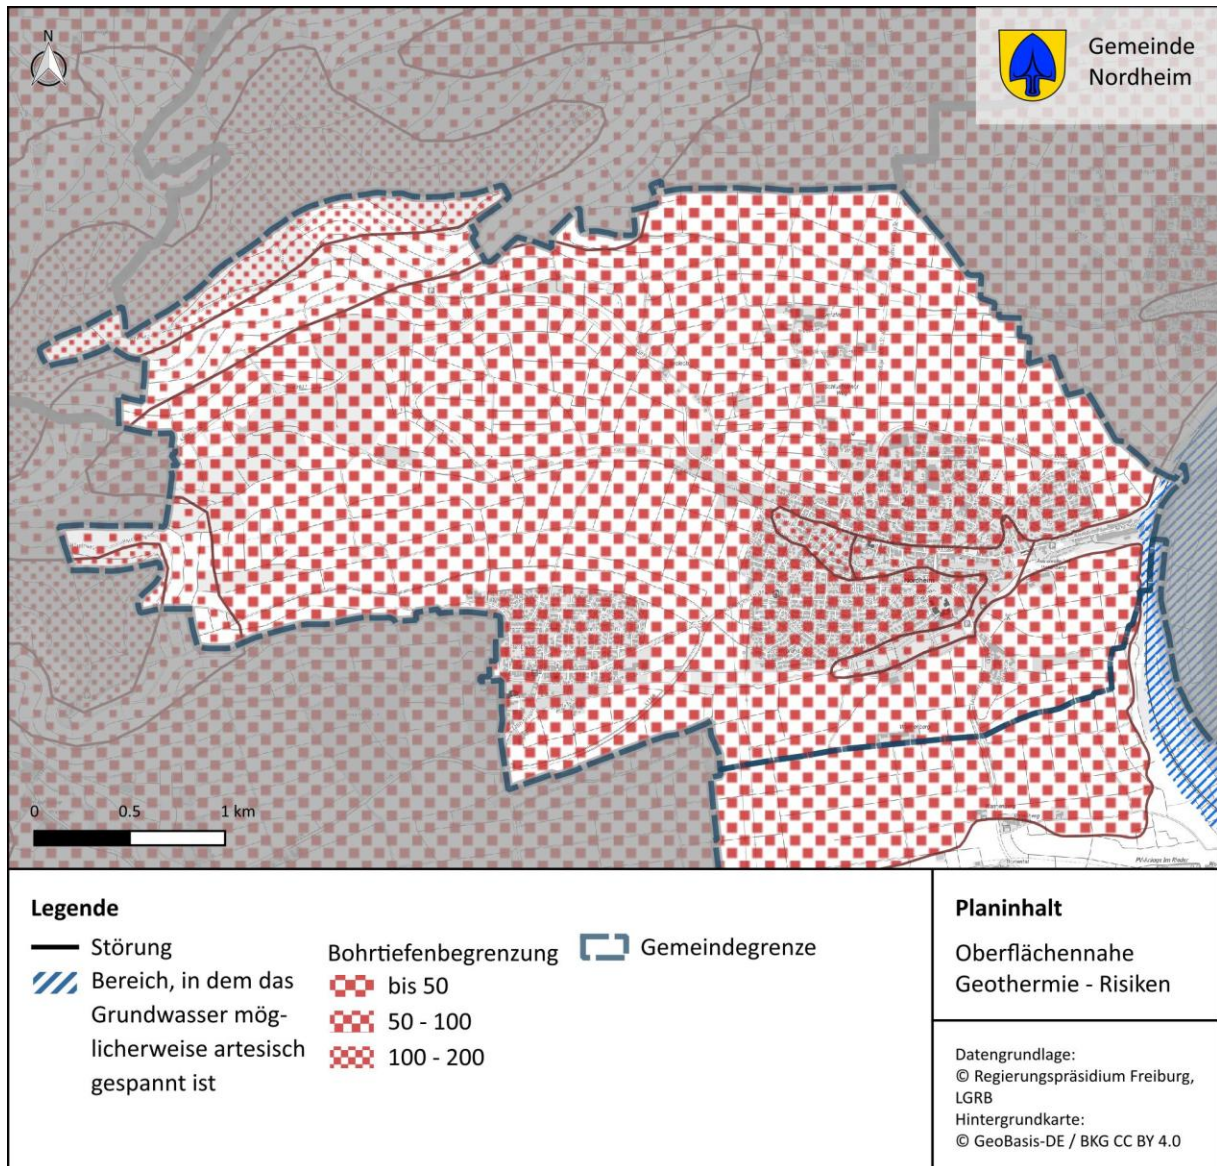 N
Gemeinde
Nordheim
Nordheim
0
0.5
1 km
Legende
Störung
Bereich, in dem das
Grundwasser mög-
licherweise artesisch
gespannt ist
Bohrtiefenbegrenzung
bis 50
50 - 100
100 - 200
Gemeindegrenze
Planinhalt
Oberflächennahe
Geothermie - Risiken
Datengrundlage:
© Regierungspräsidium Freiburg,
LGRB
Hintergrundkarte:
© GeoBasis-DE / BKG CC BY 4.0